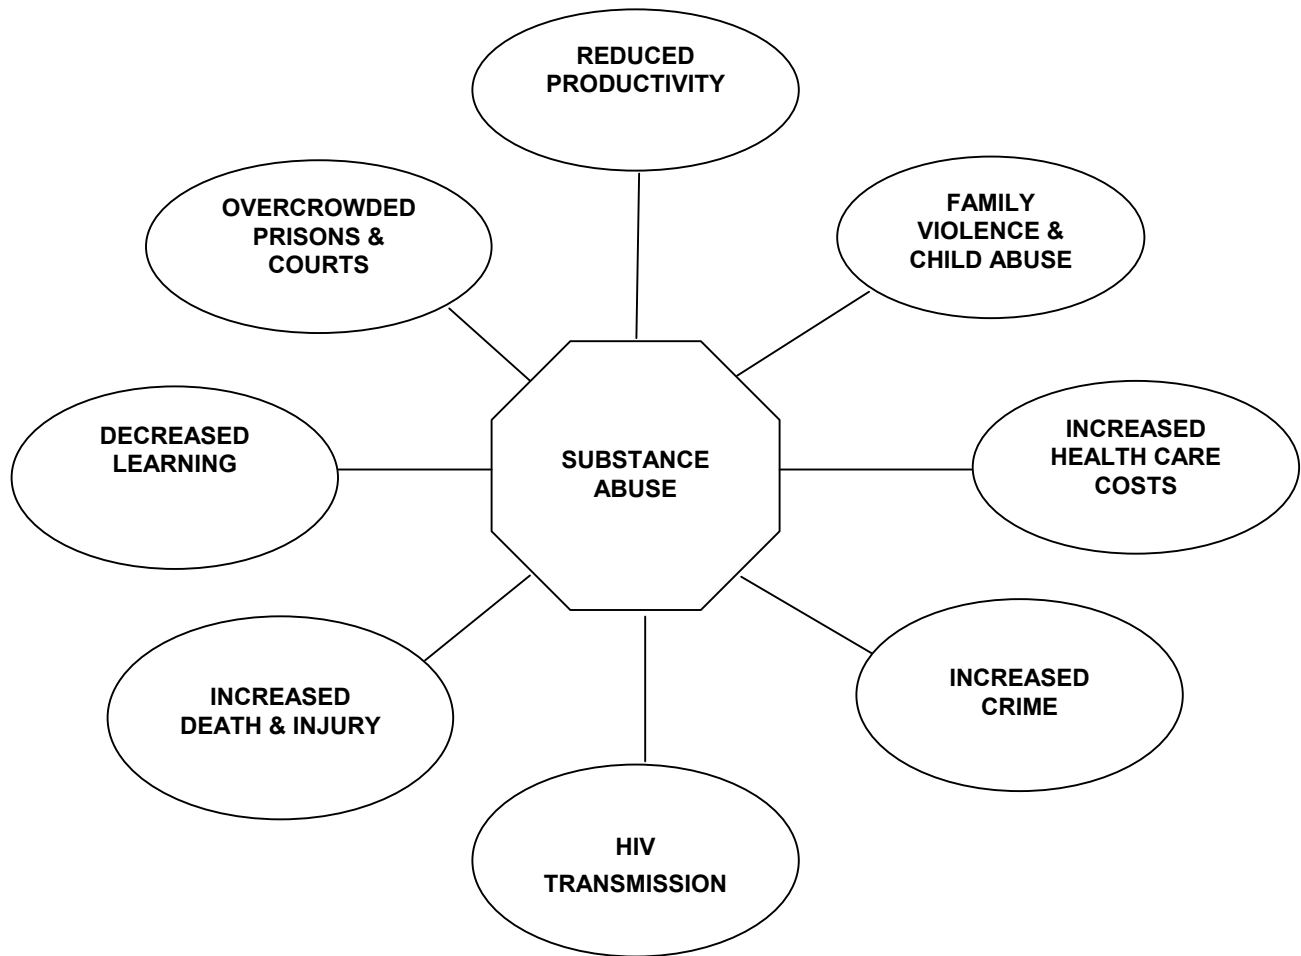 REDUCED
PRODUCTIVITY
OVERCROWDED
PRISONS &
COURTS
FAMILY
VIOLENCE &
CHILD ABUSE
DECREASED
LEARNING
SUBSTANCE
ABUSE
INCREASED
HEALTH CARE
COSTS
INCREASED
DEATH & INJURY
INCREASED
CRIME
HIV
TRANSMISSION